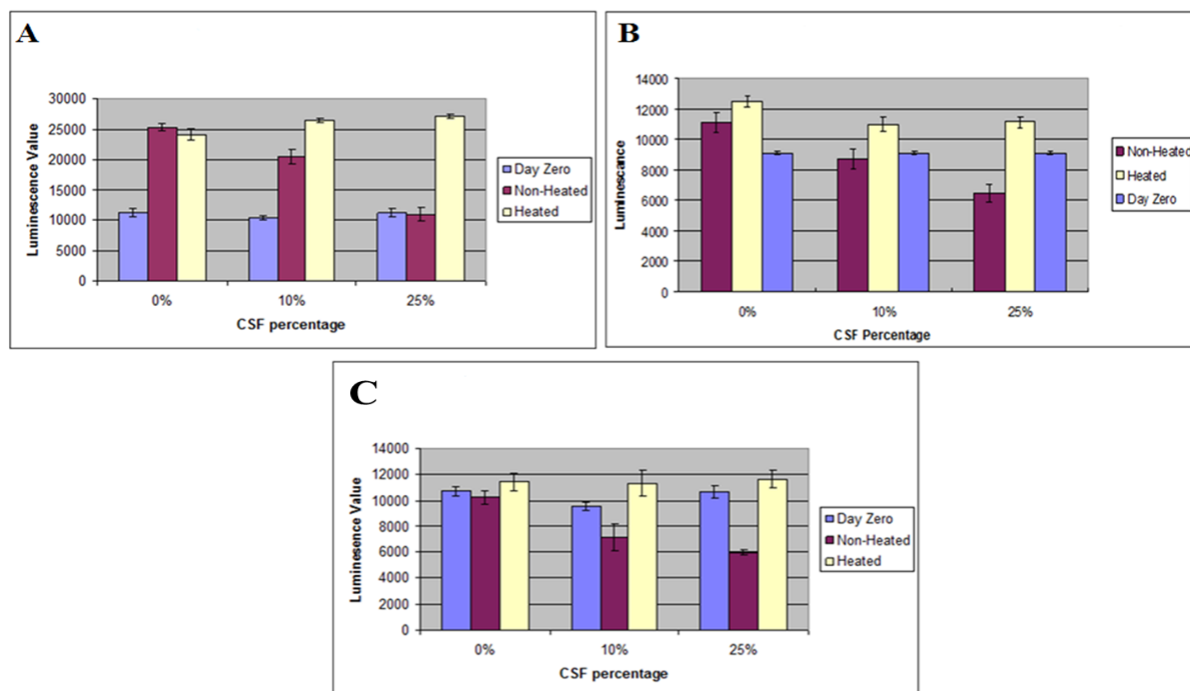 A
30000
25000
20000
15000
10000
5000
0
Luminescence Value
0% 10% 25%
CSF percentage
Day Zero
Non-Heated
Heated
B
14000
12000
10000
8000
6000
4000
2000
0
Luminescance
0% 10% 25%
CSF Percentage
Non-Heated
Heated
Day Zero
C
14000
12000
10000
8000
6000
4000
2000
0
Luminesence Value
0% 10% 25%
CSF percentage
Day Zero
Non-Heated
Heated